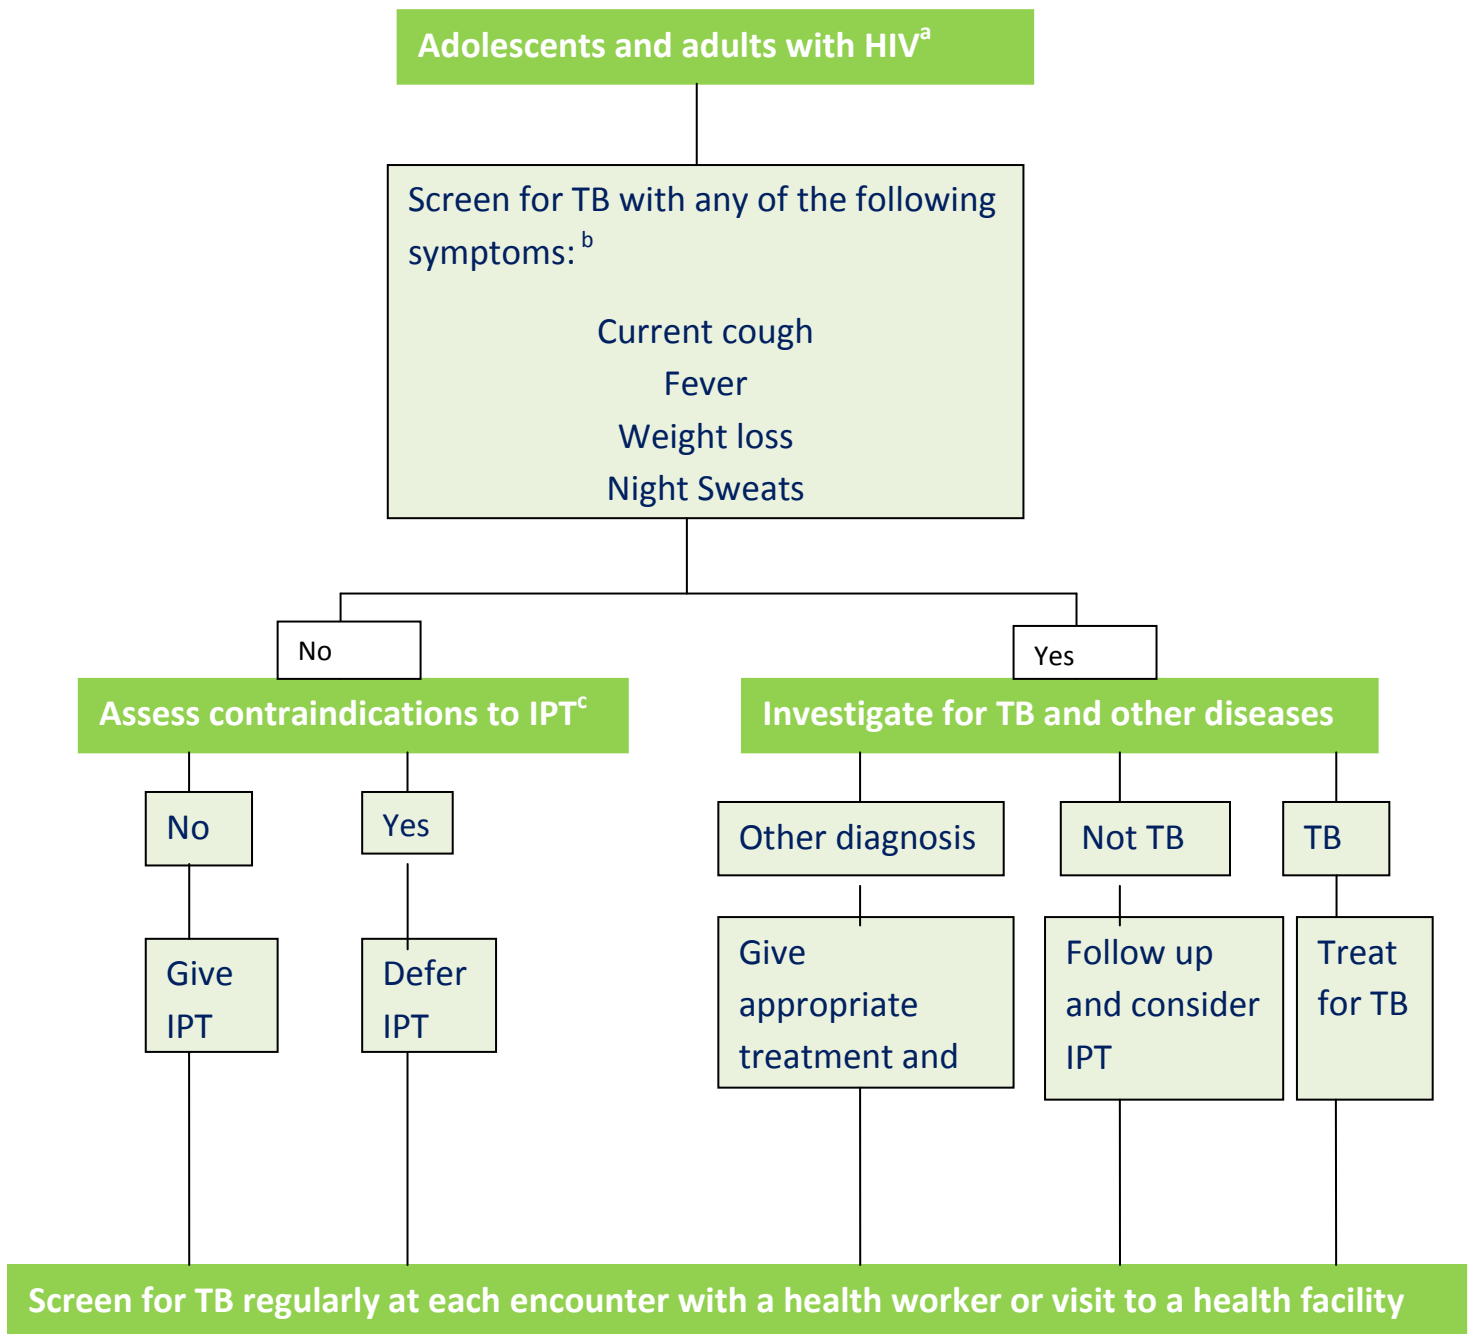 Adolescents and adults with HIVa
Screen for TB with any of the following
symptoms: b
Current cough
Fever
Weight loss
Night Sweats
No
Yes
Assess contraindications to IPTc
Investigate for TB and other diseases
No
Yes
Other diagnosis
Not TB
TB
Give
IPT
Defer
IPT
Give
appropriate
treatment and
Follow up
and consider
IPT
Treat
for TB
Screen for TB regularly at each encounter with a health worker or visit to a health facility